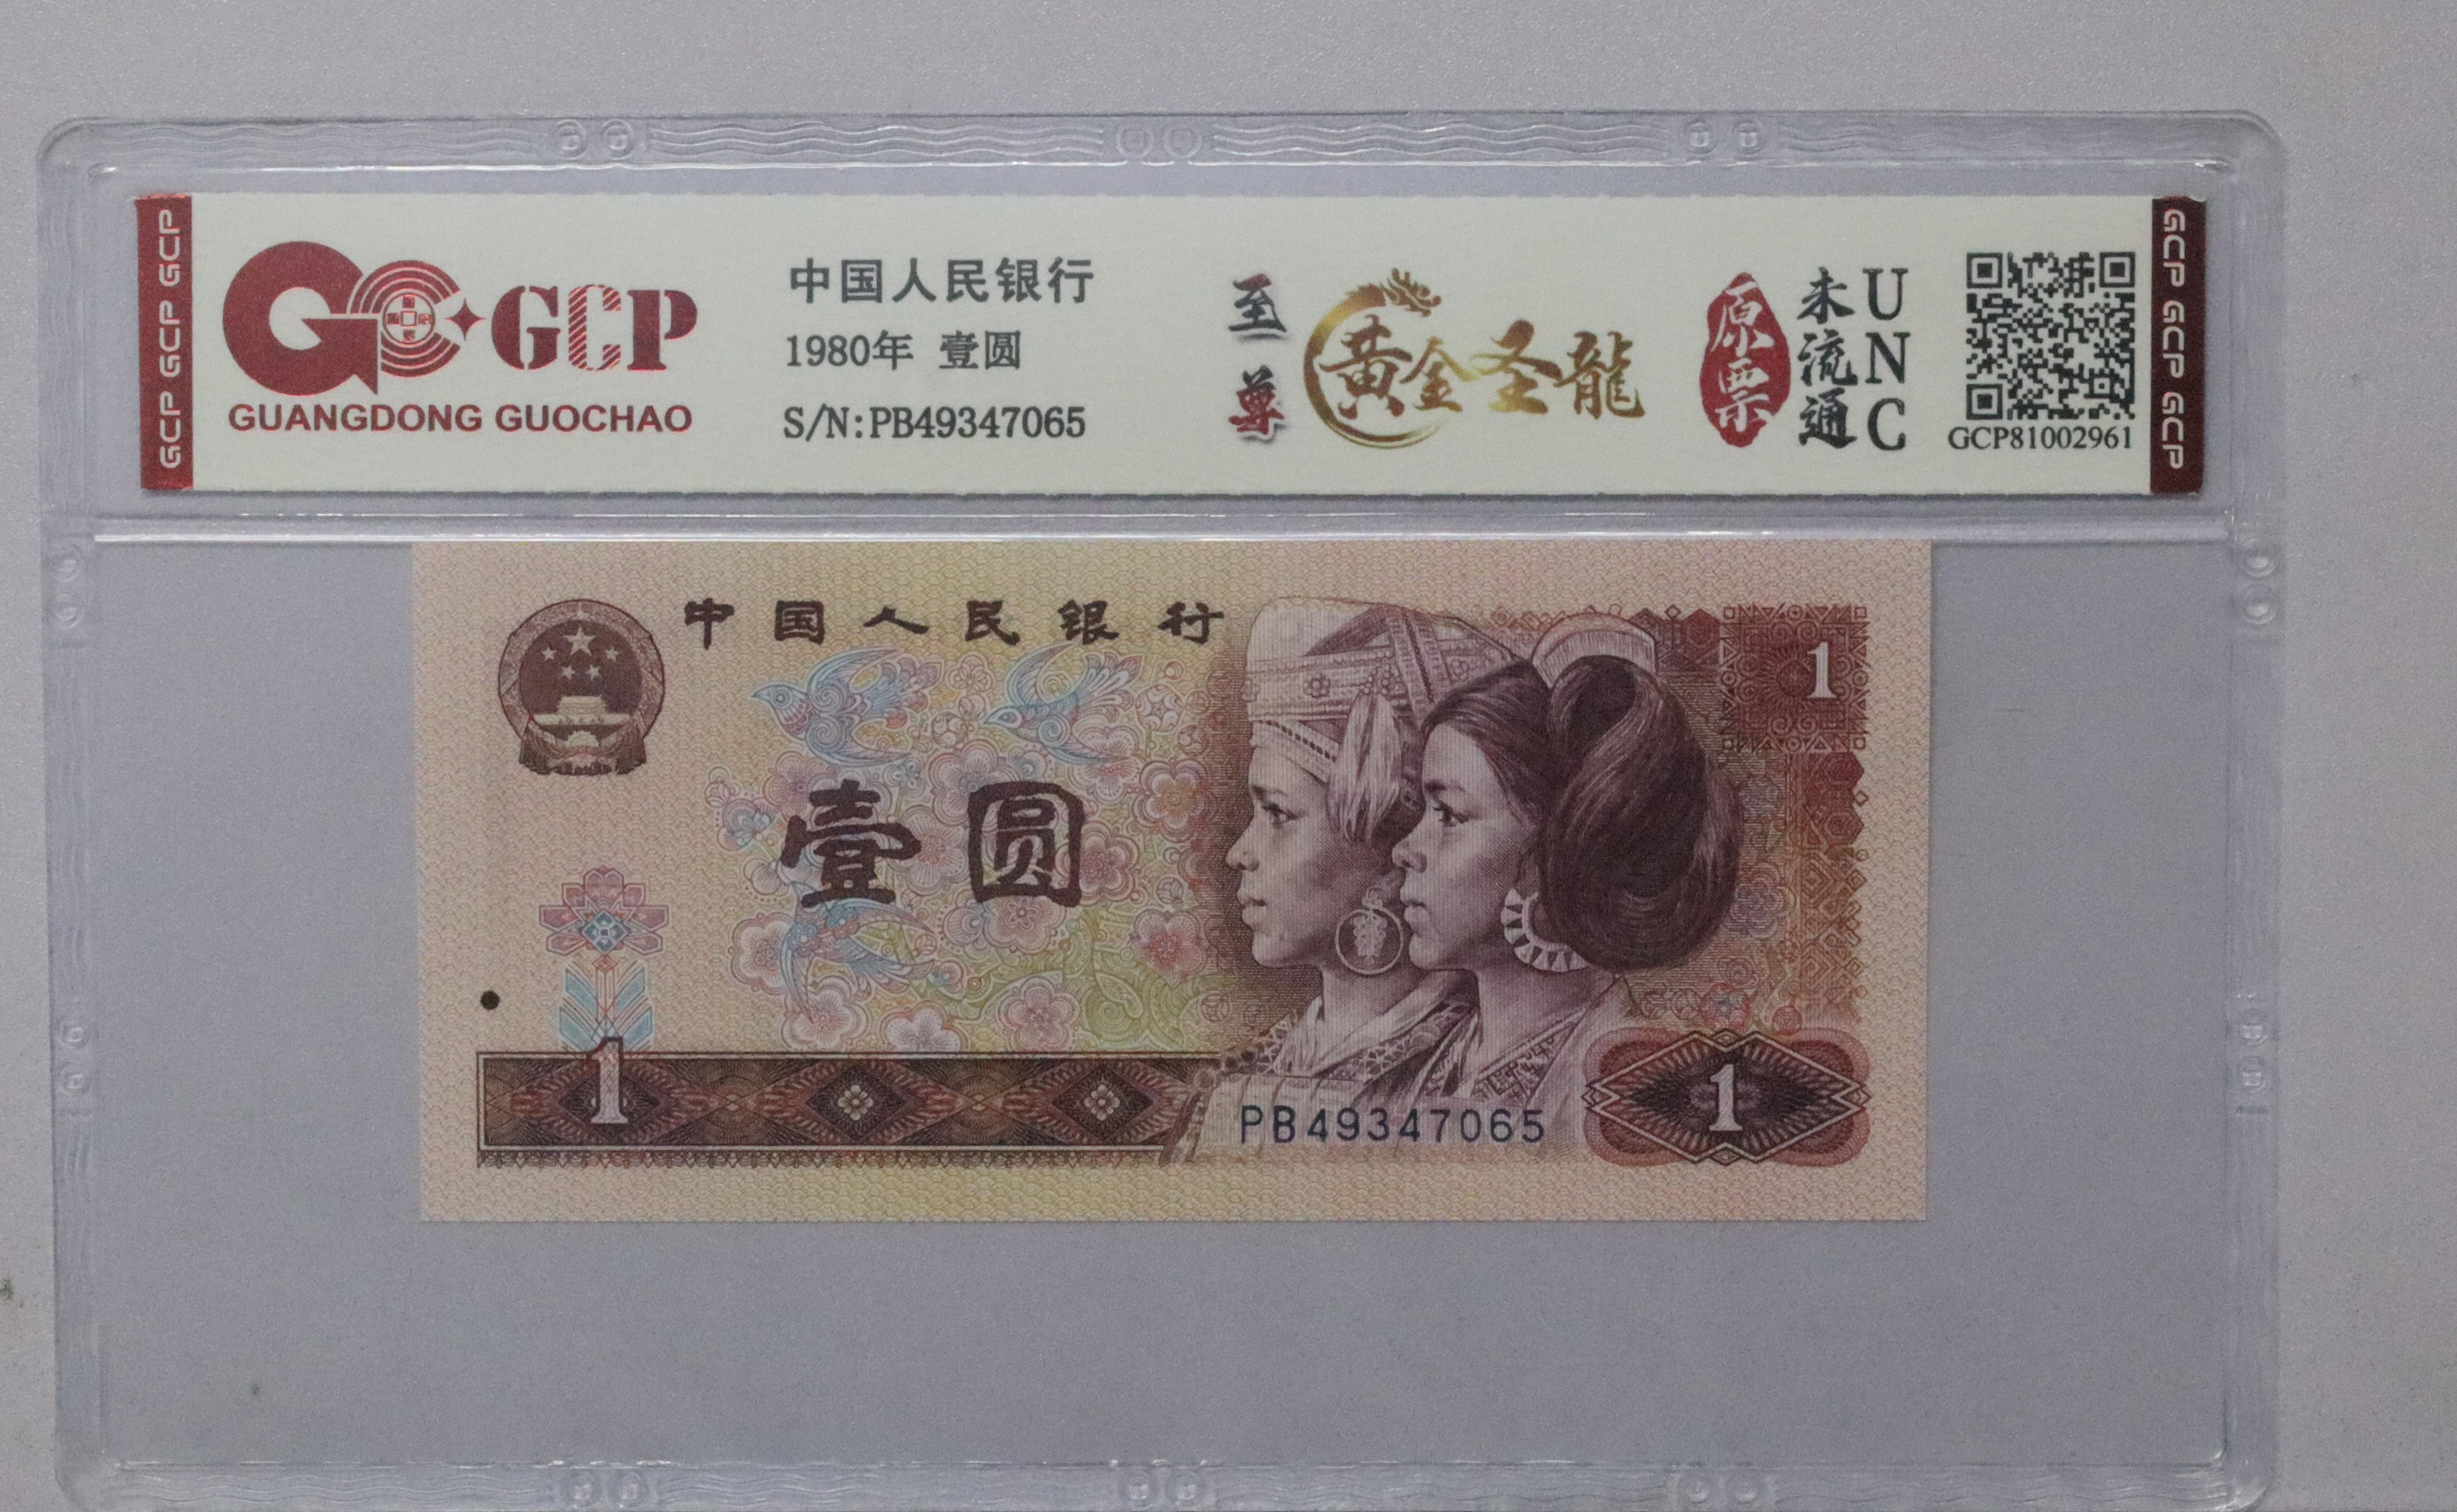 GCP GCP GCP
GCP
GUANGDONG GUOCHAO
中国人民银行
1980年 壹圆
S/N:PB49347065
至尊
黄金圣龍
原票
未流通
UNC
GCP81002961
GCP GCP GCP
中国人民银行
1
壹圆
1
PB49347065
1